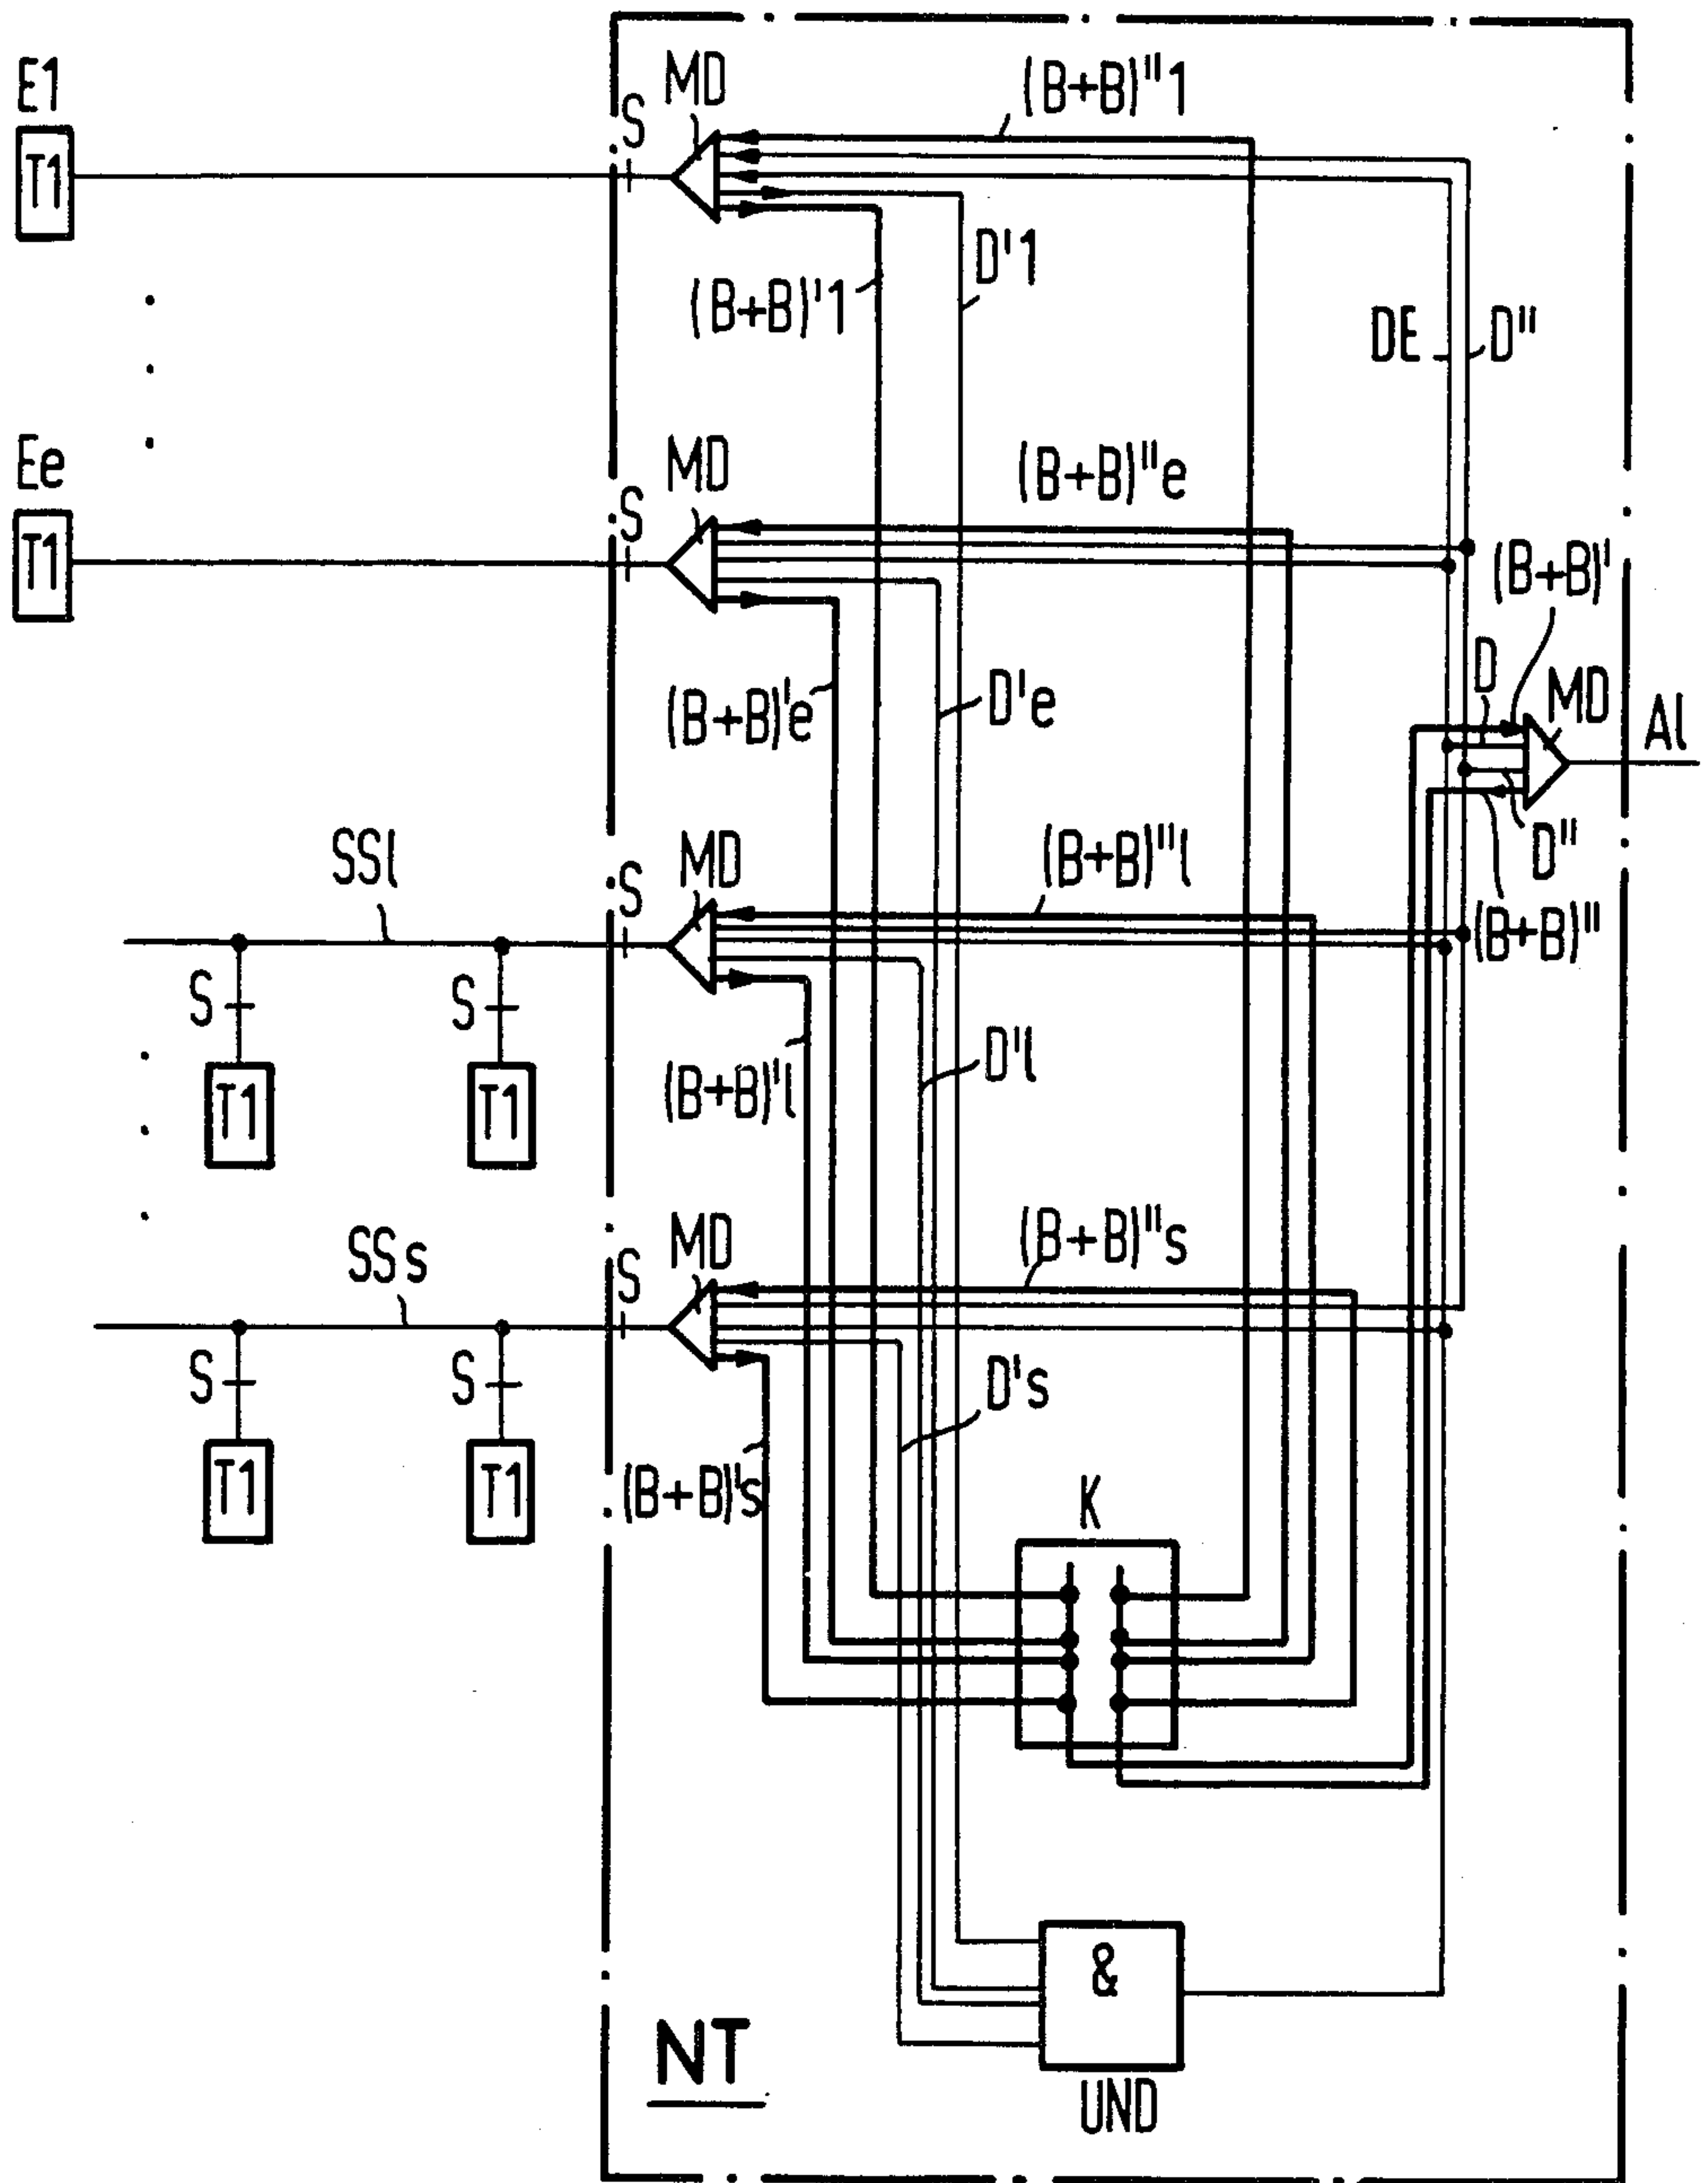 E1
T1
S
MD
(B+B)"1
(B+B)'1
D'1
DE
D"
Ee
T1
S
MD
(B+B)"e
(B+B)'e
D'e
(B+B)'
D
MD
Al
D"
(B+B)"
SSl
S
MD
(B+B)"l
S
S
T1
T1
(B+B)'l
D'l
SSs
S
MD
(B+B)"s
S
S
T1
T1
(B+B)'s
D's
K
&
UND
NT